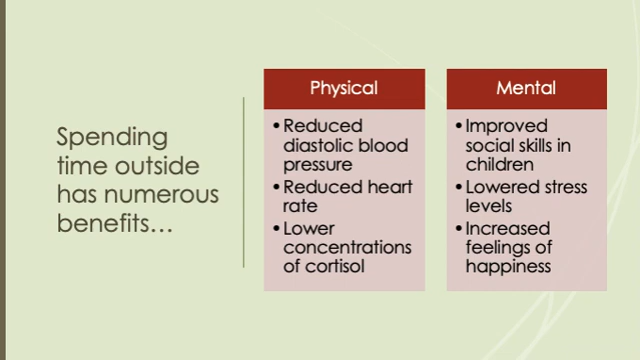 Spending
time outside
has numerous
benefits…
Physical
•Reduced
diastolic blood
pressure
•Reduced heart
rate
•Lower
concentrations
of cortisol
Mental
•Improved
social skills in
children
•Lowered stress
levels
•Increased
feelings of
happiness